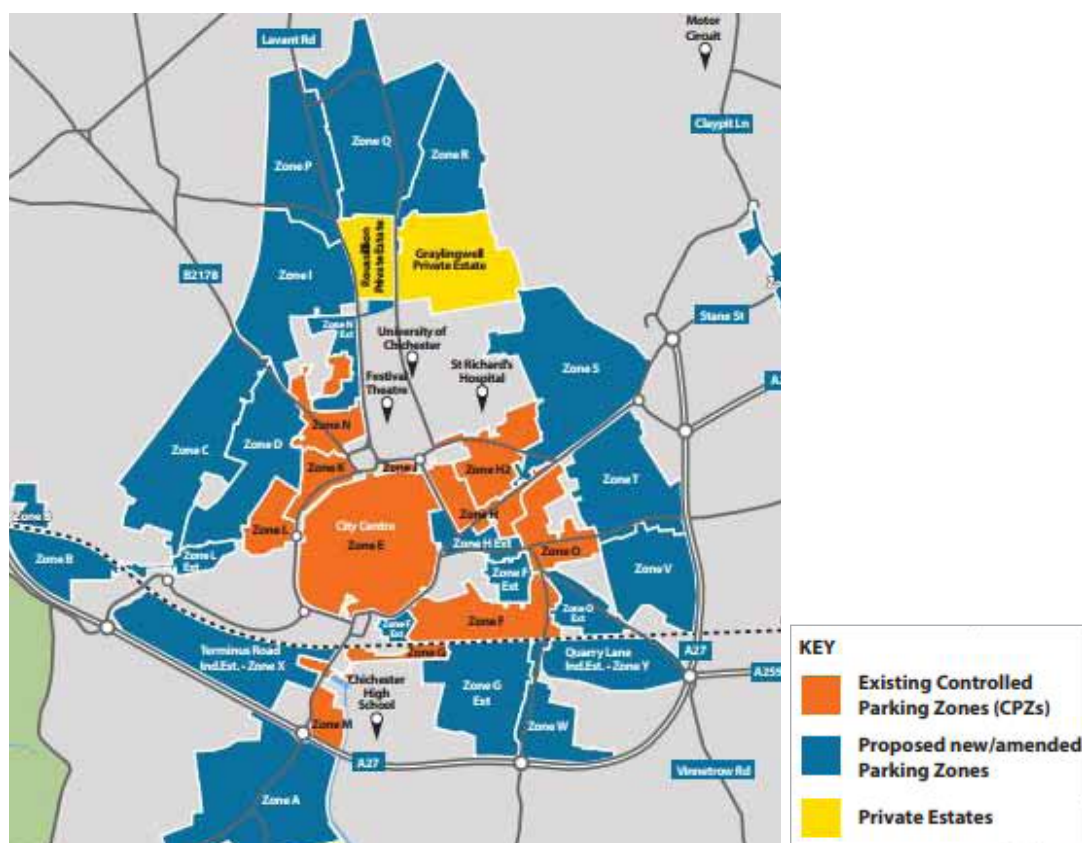 Motor
Circuit
Lavant Rd
Claypit Ln
Zone Q
Zone R
Zone P
Rousillion
Private Estate
Graylingwell
Private Estate
Zone I
B2178
Stane St
Zone N
Ext
University of
Chichester
St Richard's
Hospital
Festival
Theatre
Zone S
A
Zone N
Zone C
Zone D
Zone K
Zone J
Zone H2
Zone T
Zone H
City Centre
Zone E
Zone L
Zone H Ext
Zone O
Zone B
Zone L
Ext
Zone F
Ext
Zone V
Zone O
Ext
Zone F
Zone F
Ext
Terminus Road
Ind.Est. - Zone X
Zone G
Quarry Lane
Ind.Est. - Zone Y
A27
A259
Chichester
High
School
Zone G
Ext
Zone M
Zone W
A27
Vinnetrow Rd
Zone A
KEY
Existing Controlled
Parking Zones (CPZs)
Proposed new/amended
Parking Zones
Private Estates